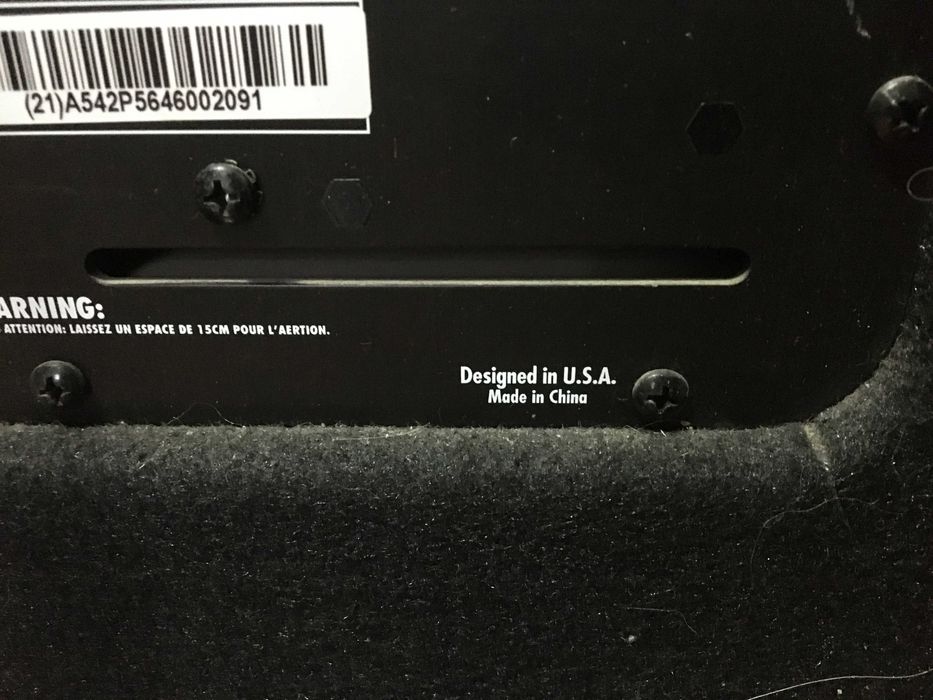 (21)A542P5646002091
ARNING:
ATTENTION: LAISSEZ UN ESPACE DE 15CM POUR L'AERTION.
Designed in U.S.A.
Made in China